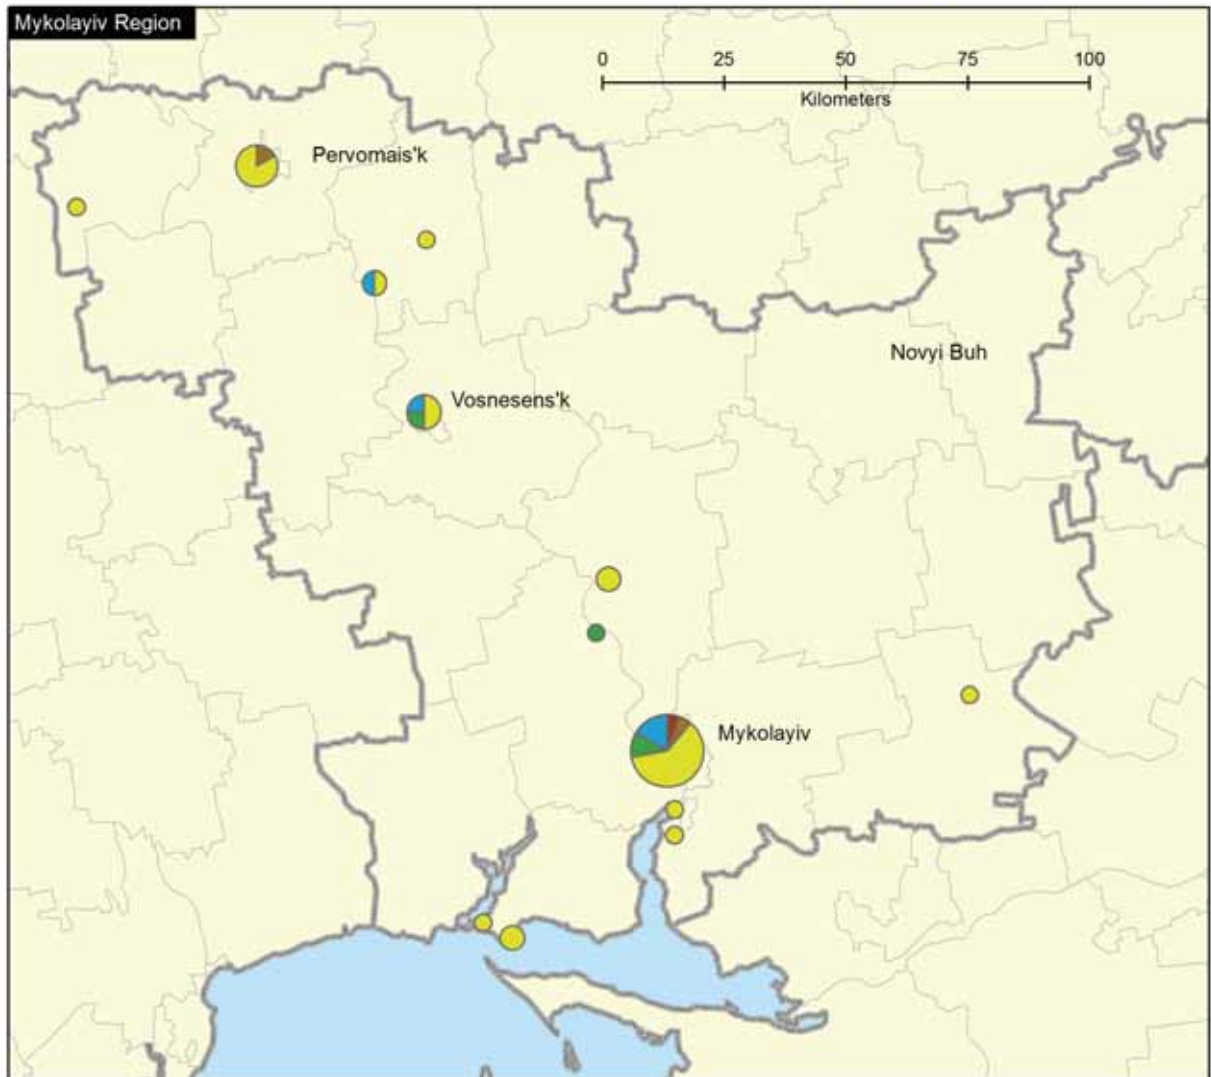 Mykolayiv Region
0 25 50 75 100
Kilometers
Pervomais'k
Novyi Buh
Vosnesens'k
Mykolayiv